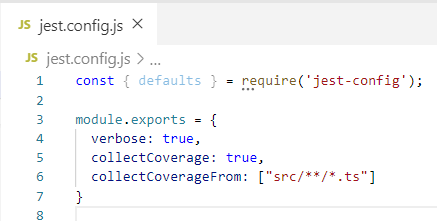 JS jest.config.js ×
JS jest.config.js > ...
1 const { defaults } = require('jest-config');
2
3 module.exports = {
4 verbose: true,
5 collectCoverage: true,
6 collectCoverageFrom: ["src/**/*.ts"]
7 }
8